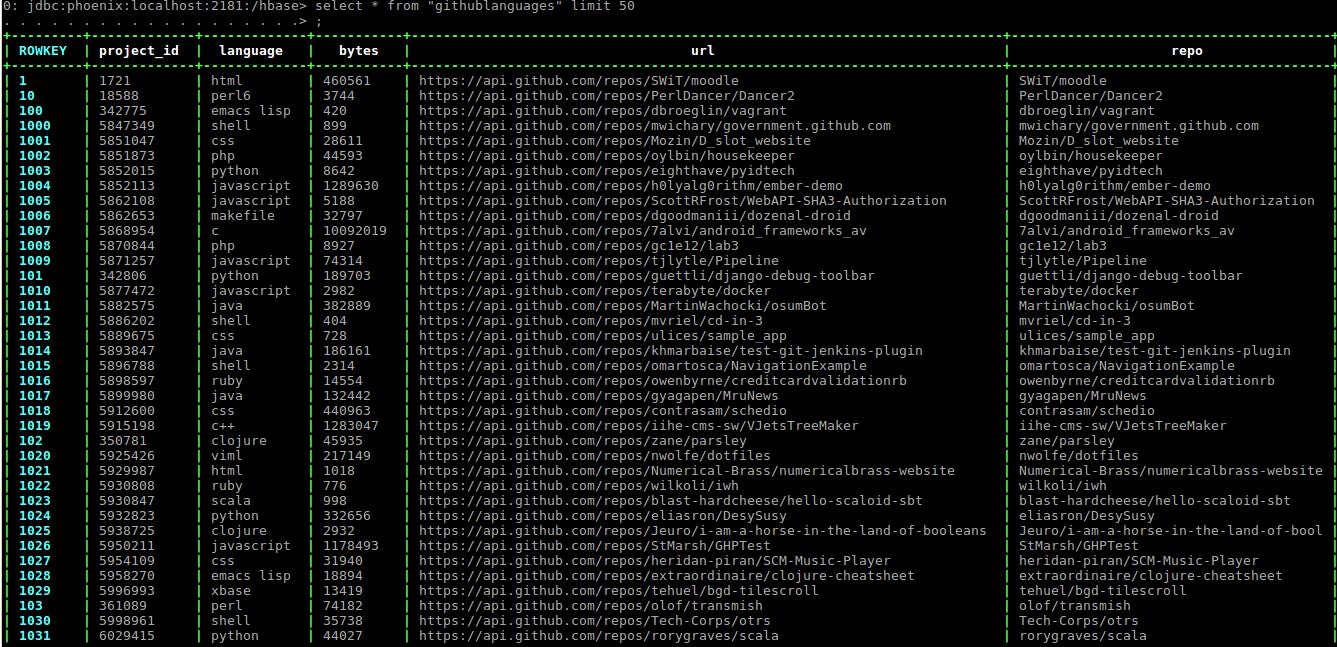 0: jdbc:phoenix:localhost:2181:/hbase> select * from "githublanguages" limit 50
. . . . . . . . . . . . . . . . . . .> ;
| ROWKEY | project_id | language | bytes | url | repo |
| 1 | 1721 | html | 460561 | https://api.github.com/repos/SWiT/moodle | SWiT/moodle |
| 10 | 18588 | perl6 | 3744 | https://api.github.com/repos/PerlDancer/Dancer2 | PerlDancer/Dancer2 |
| 100 | 342775 | emacs lisp | 420 | https://api.github.com/repos/dbroeglin/vagrant | dbroeglin/vagrant |
| 1000 | 5847349 | shell | 899 | https://api.github.com/repos/mwichary/government.github.com | mwichary/government.github.com |
| 1001 | 5851047 | css | 28611 | https://api.github.com/repos/Mozin/D_slot_website | Mozin/D_slot_website |
| 1002 | 5851873 | php | 44593 | https://api.github.com/repos/oylbin/housekeeper | oylbin/housekeeper |
| 1003 | 5852015 | python | 8642 | https://api.github.com/repos/eighthave/pyidtech | eighthave/pyidtech |
| 1004 | 5852113 | javascript | 1289630 | https://api.github.com/repos/h0lyalg0rithm/ember-demo | h0lyalg0rithm/ember-demo |
| 1005 | 5862108 | javascript | 5188 | https://api.github.com/repos/ScottRFrost/WebAPI-SHA3-Authorization | ScottRFrost/WebAPI-SHA3-Authorization |
| 1006 | 5862653 | makefile | 32797 | https://api.github.com/repos/dgoodmaniii/dozenal-droid | dgoodmaniii/dozenal-droid |
| 1007 | 5868954 | c | 10092019 | https://api.github.com/repos/7alvi/android_frameworks_av | 7alvi/android_frameworks_av |
| 1008 | 5870844 | php | 8927 | https://api.github.com/repos/gc1e12/lab3 | gc1e12/lab3 |
| 1009 | 5871257 | javascript | 74314 | https://api.github.com/repos/tjlytle/Pipeline | tjlytle/Pipeline |
| 101 | 342806 | python | 189703 | https://api.github.com/repos/guettli/django-debug-toolbar | guettli/django-debug-toolbar |
| 1010 | 5877472 | javascript | 2982 | https://api.github.com/repos/terabyte/docker | terabyte/docker |
| 1011 | 5882575 | java | 382889 | https://api.github.com/repos/MartinWachocki/osumBot | MartinWachocki/osumBot |
| 1012 | 5886202 | shell | 404 | https://api.github.com/repos/mvriel/cd-in-3 | mvriel/cd-in-3 |
| 1013 | 5889675 | css | 728 | https://api.github.com/repos/ulices/sample_app | ulices/sample_app |
| 1014 | 5893847 | java | 186161 | https://api.github.com/repos/khmarbaise/test-git-jenkins-plugin | khmarbaise/test-git-jenkins-plugin |
| 1015 | 5896788 | shell | 2314 | https://api.github.com/repos/omartosca/NavigationExample | omartosca/NavigationExample |
| 1016 | 5898597 | ruby | 14554 | https://api.github.com/repos/owenbyrne/creditcardvalidationrb | owenbyrne/creditcardvalidationrb |
| 1017 | 5899980 | java | 132442 | https://api.github.com/repos/gyagapen/MruNews | gyagapen/MruNews |
| 1018 | 5912600 | css | 440963 | https://api.github.com/repos/contrasam/schedio | contrasam/schedio |
| 1019 | 5915198 | c++ | 1283047 | https://api.github.com/repos/iihe-cms-sw/VJetsTreeMaker | iihe-cms-sw/VJetsTreeMaker |
| 102 | 350781 | clojure | 45935 | https://api.github.com/repos/zane/parsley | zane/parsley |
| 1020 | 5925426 | viml | 217149 | https://api.github.com/repos/nwolfe/dotfiles | nwolfe/dotfiles |
| 1021 | 5929987 | html | 1018 | https://api.github.com/repos/Numerical-Brass/numericalbrass-website | Numerical-Brass/numericalbrass-website |
| 1022 | 5930808 | ruby | 776 | https://api.github.com/repos/wilkoli/iwh | wilkoli/iwh |
| 1023 | 5930847 | scala | 998 | https://api.github.com/repos/blast-hardcheese/hello-scaloid-sbt | blast-hardcheese/hello-scaloid-sbt |
| 1024 | 5932823 | python | 332656 | https://api.github.com/repos/eliasron/DesySusy | eliasron/DesySusy |
| 1025 | 5938725 | clojure | 2932 | https://api.github.com/repos/Jeuro/i-am-a-horse-in-the-land-of-booleans | Jeuro/i-am-a-horse-in-the-land-of-bool |
| 1026 | 5950211 | javascript | 1178493 | https://api.github.com/repos/StMarsh/GHPTest | StMarsh/GHPTest |
| 1027 | 5954109 | css | 31940 | https://api.github.com/repos/heridan-piran/SCM-Music-Player | heridan-piran/SCM-Music-Player |
| 1028 | 5958270 | emacs lisp | 18894 | https://api.github.com/repos/extraordinaire/clojure-cheatsheet | extraordinaire/clojure-cheatsheet |
| 1029 | 5996993 | xbase | 13419 | https://api.github.com/repos/tehuel/bgd-tilescroll | tehuel/bgd-tilescroll |
| 103 | 361089 | perl | 74182 | https://api.github.com/repos/olof/transmish | olof/transmish |
| 1030 | 5998961 | shell | 35738 | https://api.github.com/repos/Tech-Corps/otrs | Tech-Corps/otrs |
| 1031 | 6029415 | python | 44027 | https://api.github.com/repos/rorygraves/scala | rorygraves/scala |